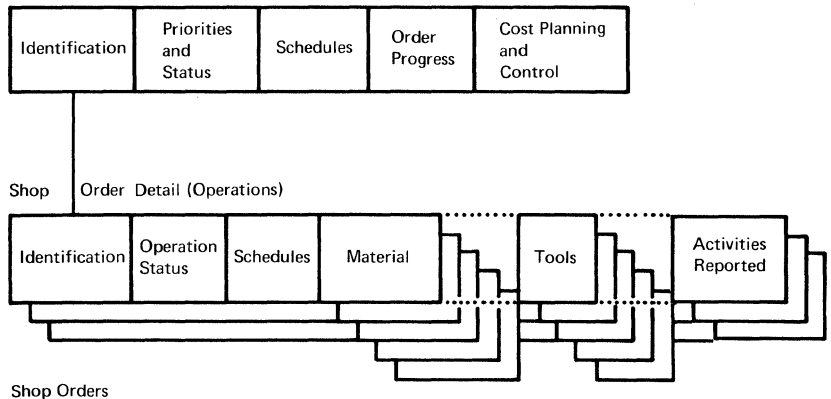 Identification
Priorities
and
Status
Schedules
Order
Progress
Cost Planning
and
Control
Shop Order Detail (Operations)
Identification
Operation
Status
Schedules
Material
Tools
Activities
Reported
Shop Orders